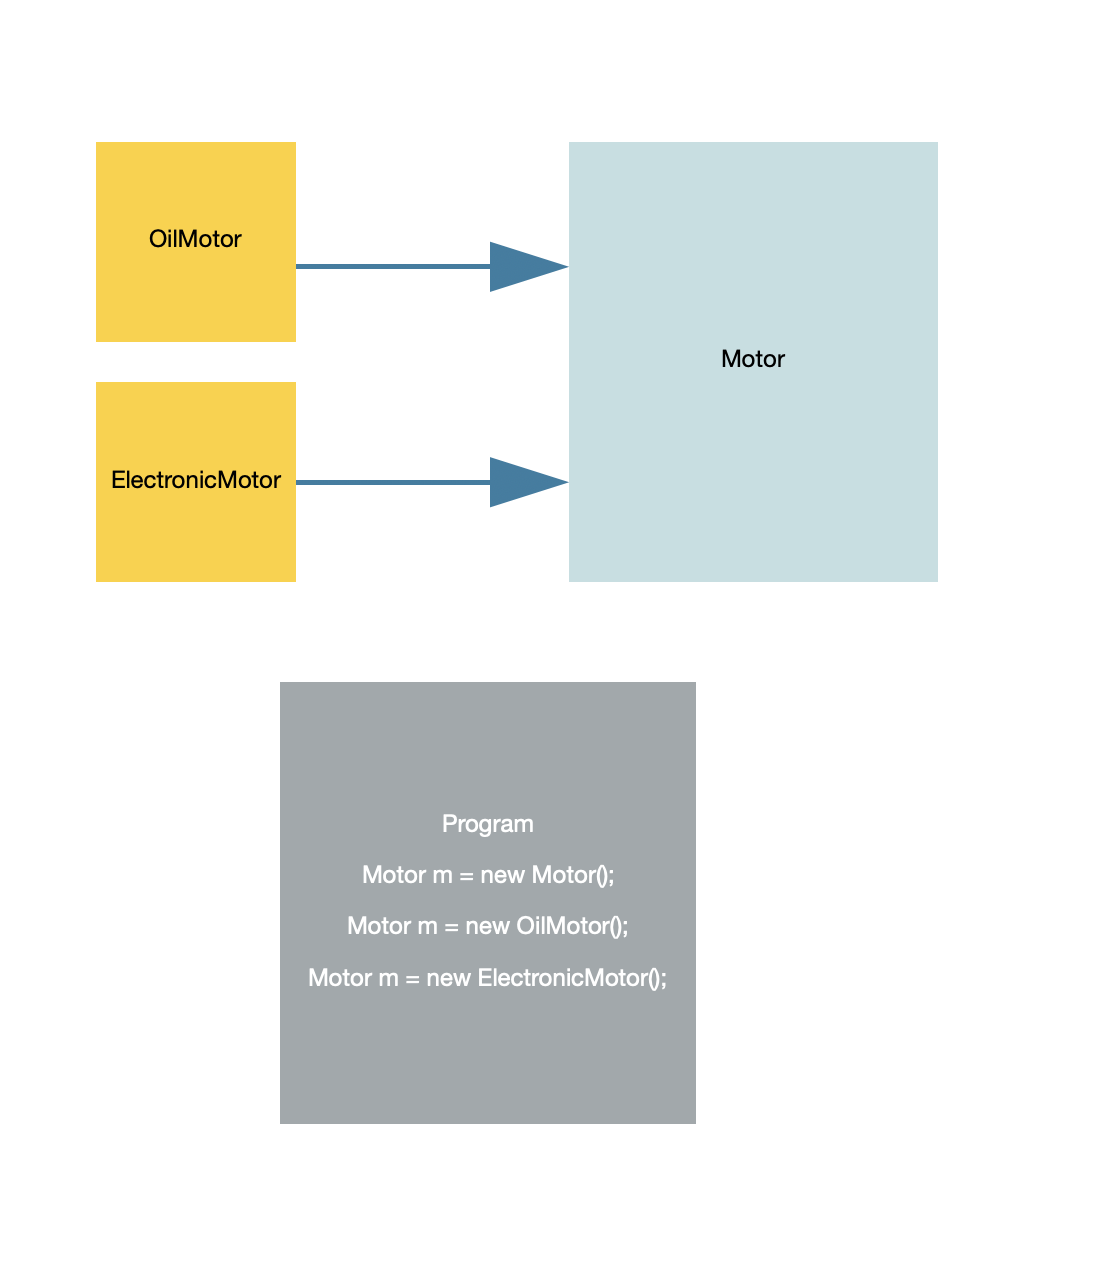 OilMotor
Motor
ElectronicMotor
Program
Motor m = new Motor();
Motor m = new OilMotor();
Motor m = new ElectronicMotor();